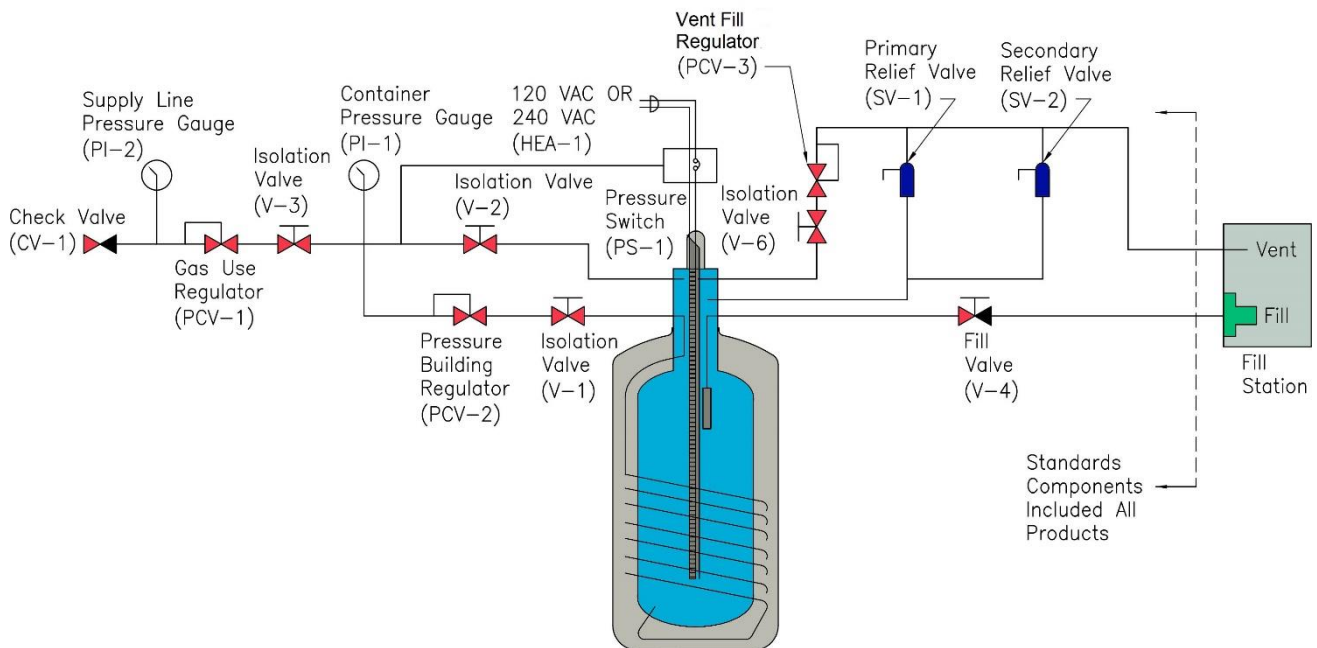 Supply Line
Pressure Gauge
(PI-2)
Isolation
Valve
(V-3)
Check Valve
(CV-1)
Gas Use
Regulator
(PCV-1)
Container
Pressure Gauge
(PI-1)
120 VAC OR
240 VAC
(HEA-1)
Isolation Valve
(V-2)
Pressure
Switch
(PS-1)
Pressure
Building
Regulator
(PCV-2)
Isolation
Valve
(V-1)
Vent Fill
Regulator
(PCV-3)
Isolation
Valve
(V-6)
Primary
Relief Valve
(SV-1)
Secondary
Relief Valve
(SV-2)
Fill
Valve
(V-4)
Vent
Fill
Fill
Station
Standards
Components
Included All
Products